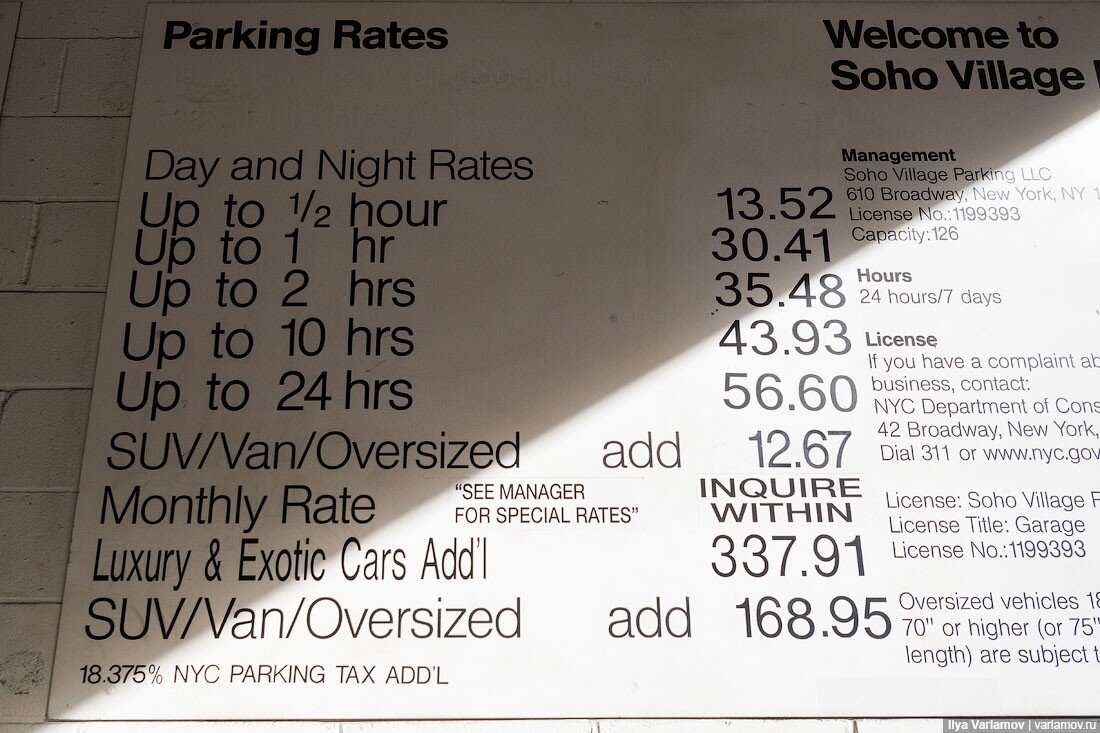 Parking Rates
Special
Day and Night Rates
Up to 1/2 hour 13.52
Up to 1 hr 30.41
Up to 2 hrs 35.48
Up to 10 hrs 43.93
Up to 24 hrs 56.60
SUV/Van/Oversized add 12.67
Monthly Rate "SEE MANAGER FOR SPECIAL RATES" INQUIRE WITHIN
Luxury & Exotic Cars Add'l 337.91
SUV/Van/Oversized add 168.95
18.375% NYC PARKING TAX ADD'L
Welcome to
Soho Village
Management
Soho Village Parking LLC
610 Broadway, New York, NY 1
License No.:1199393
Capacity:126
Hours
24 hours/7 days
License
If you have a complaint ab
business, contact:
NYC Department of Cons
42 Broadway, New York,
Dial 311 or www.nyc.gov
License: Soho Village P
License Title: Garage
License No.:1199393
Oversized vehicles 18
70" or higher (or 75"
length) are subject t
Ilya Varlamov | varlamov.ru